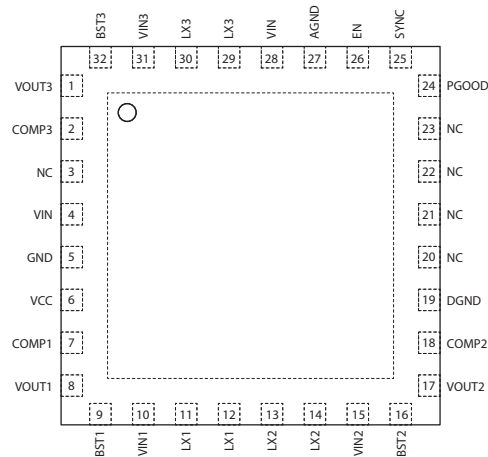 BST3 VIN3 LX3 LX3 VIN AGND EN SYNC
32 31 30 29 28 27 26 25
VOUT3 1 24 PGOOD
COMP3 2 23 NC
NC 3 22 NC
VIN 4 21 NC
GND 5 20 NC
VCC 6 19 DGND
COMP1 7 18 COMP2
VOUT1 8 17 VOUT2
9 10 11 12 13 14 15 16
BST1 VIN1 LX1 LX1 LX2 LX2 VIN2 BST2